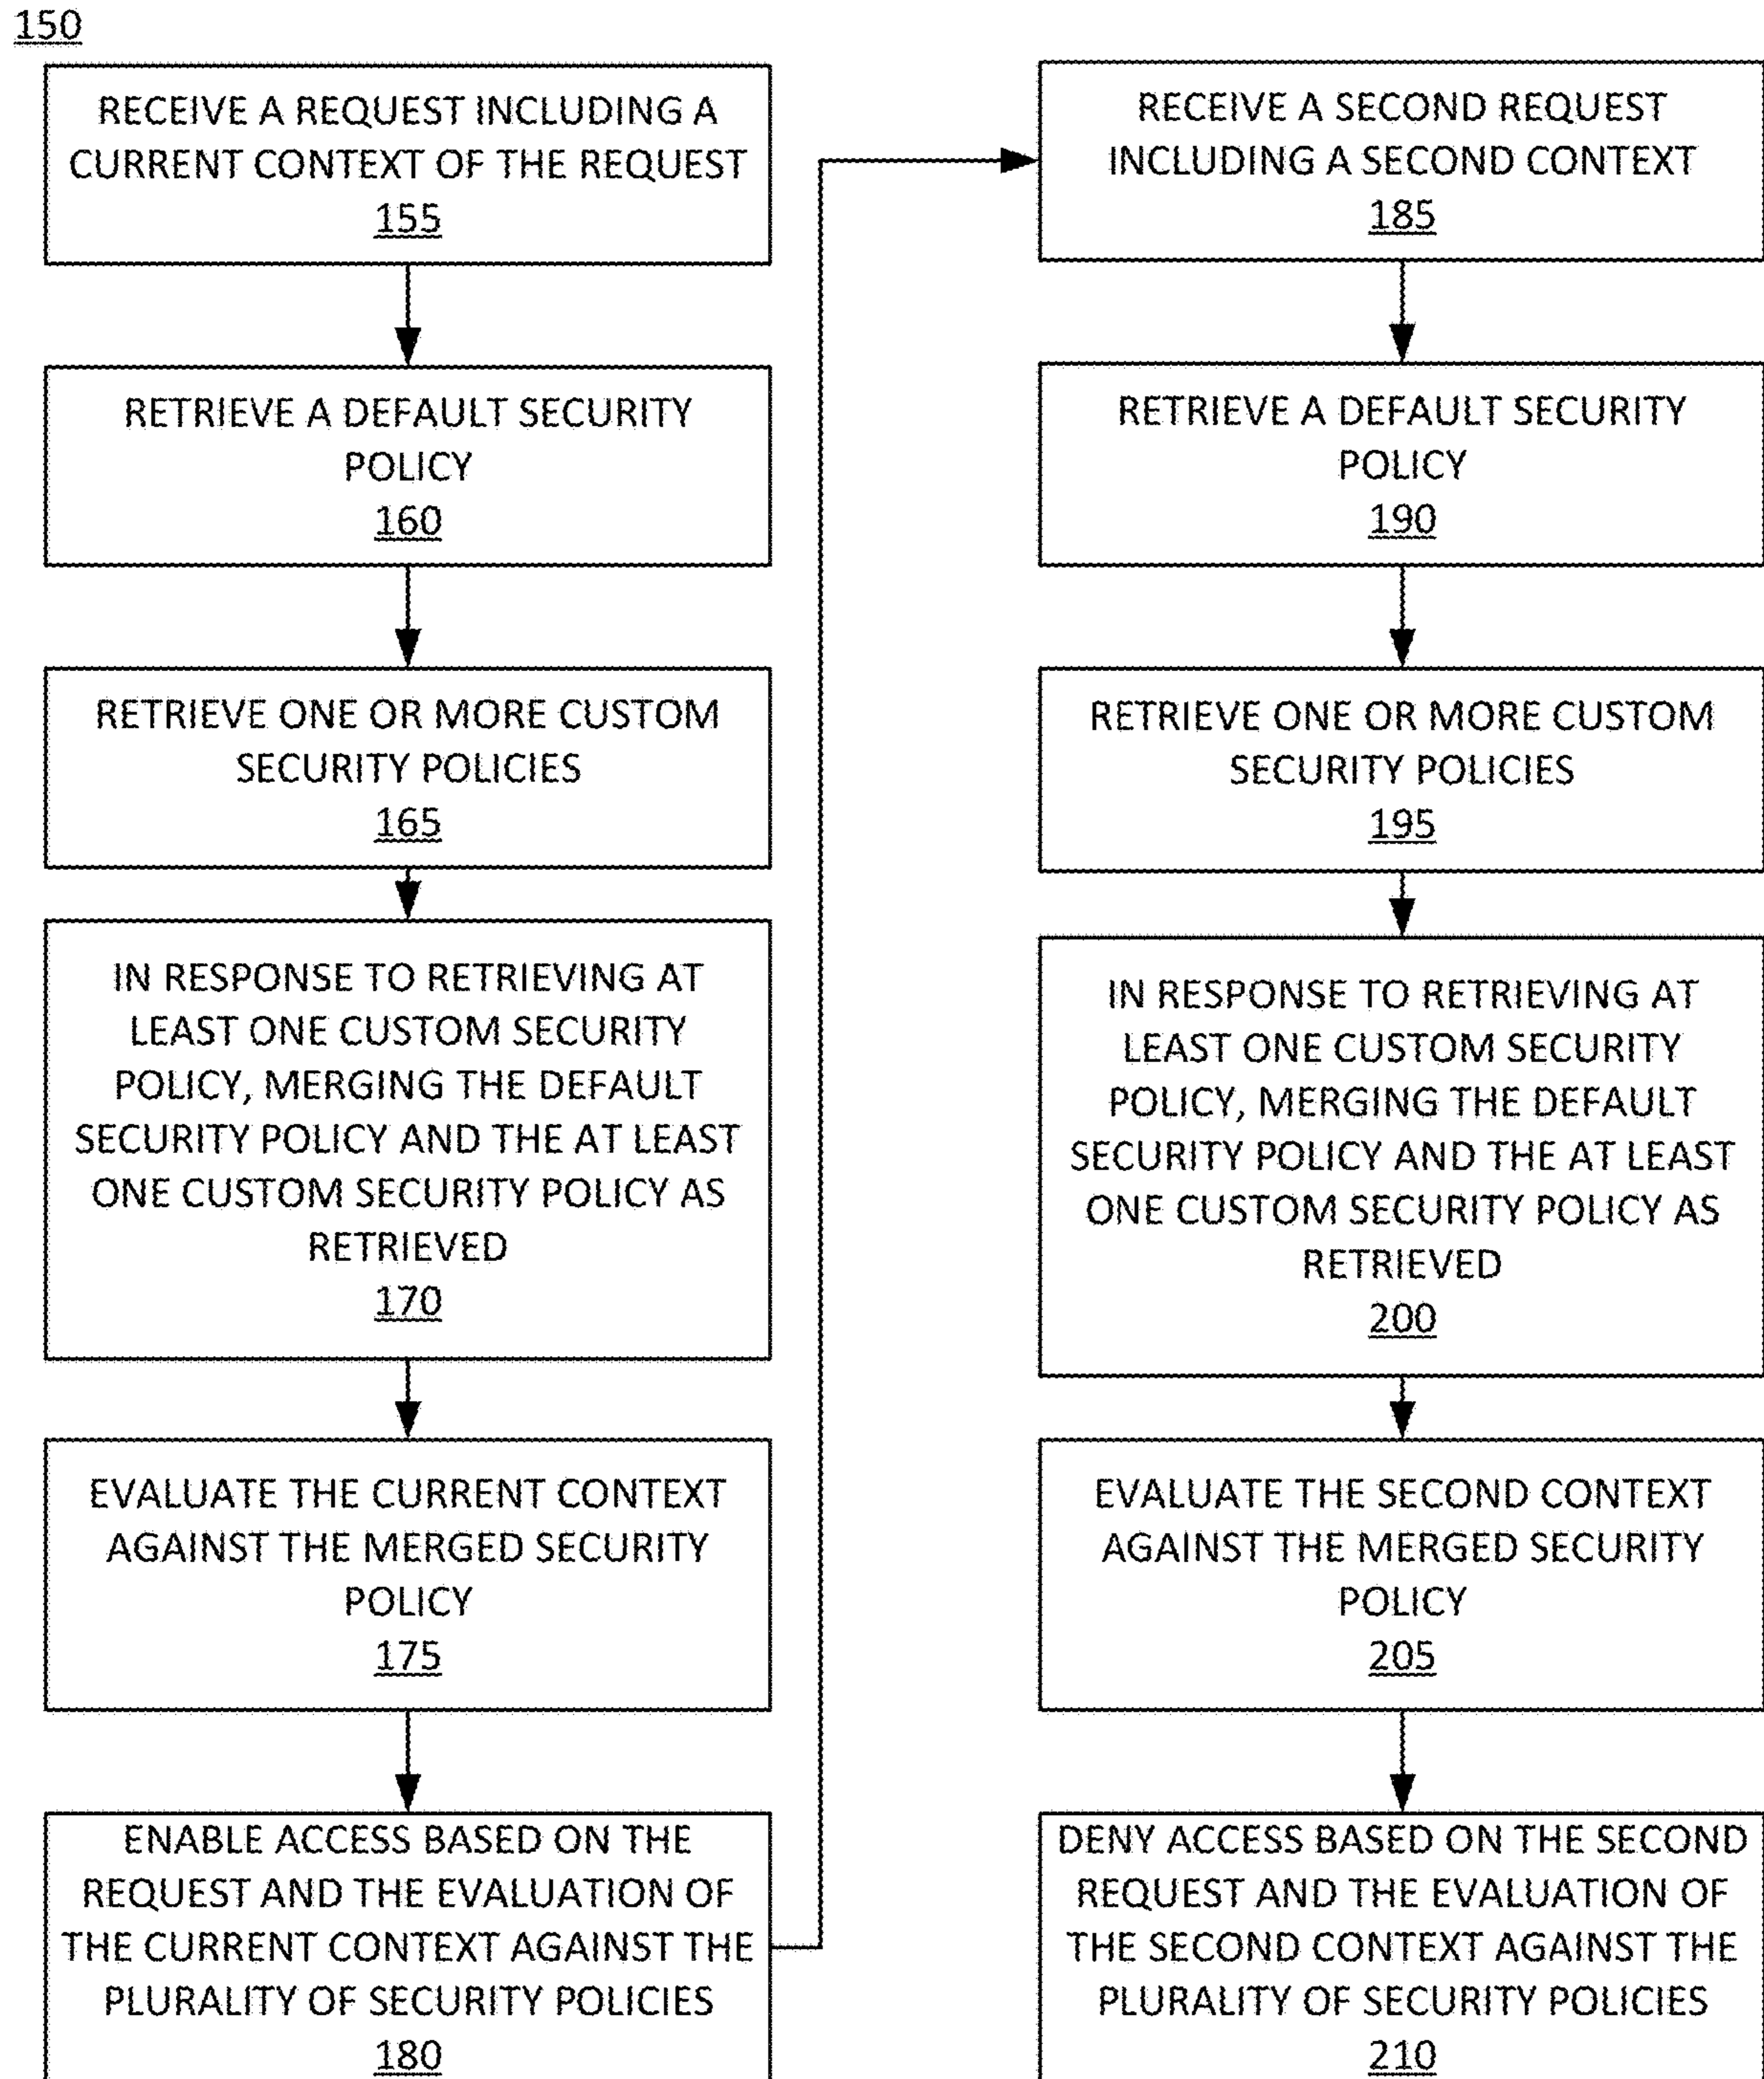 150
RECEIVE A REQUEST INCLUDING A
CURRENT CONTEXT OF THE REQUEST
155
RETRIEVE A DEFAULT SECURITY
POLICY
160
RETRIEVE ONE OR MORE CUSTOM
SECURITY POLICIES
165
IN RESPONSE TO RETRIEVING AT
LEAST ONE CUSTOM SECURITY
POLICY, MERGING THE DEFAULT
SECURITY POLICY AND THE AT LEAST
ONE CUSTOM SECURITY POLICY AS
RETRIEVED
170
EVALUATE THE CURRENT CONTEXT
AGAINST THE MERGED SECURITY
POLICY
175
ENABLE ACCESS BASED ON THE
REQUEST AND THE EVALUATION OF
THE CURRENT CONTEXT AGAINST THE
PLURALITY OF SECURITY POLICIES
180
RECEIVE A SECOND REQUEST
INCLUDING A SECOND CONTEXT
185
RETRIEVE A DEFAULT SECURITY
POLICY
190
RETRIEVE ONE OR MORE CUSTOM
SECURITY POLICIES
195
IN RESPONSE TO RETRIEVING AT
LEAST ONE CUSTOM SECURITY
POLICY, MERGING THE DEFAULT
SECURITY POLICY AND THE AT LEAST
ONE CUSTOM SECURITY POLICY AS
RETRIEVED
200
EVALUATE THE SECOND CONTEXT
AGAINST THE MERGED SECURITY
POLICY
205
DENY ACCESS BASED ON THE SECOND
REQUEST AND THE EVALUATION OF
THE SECOND CONTEXT AGAINST THE
PLURALITY OF SECURITY POLICIES
210